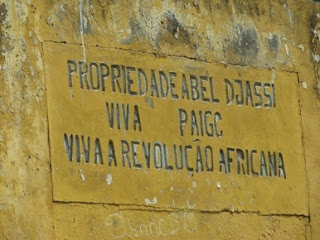 PROPRIEDADE ABEL DJASSI
VIVA PAIGC
VIVA A REVOLUÇÃO AFRICANA